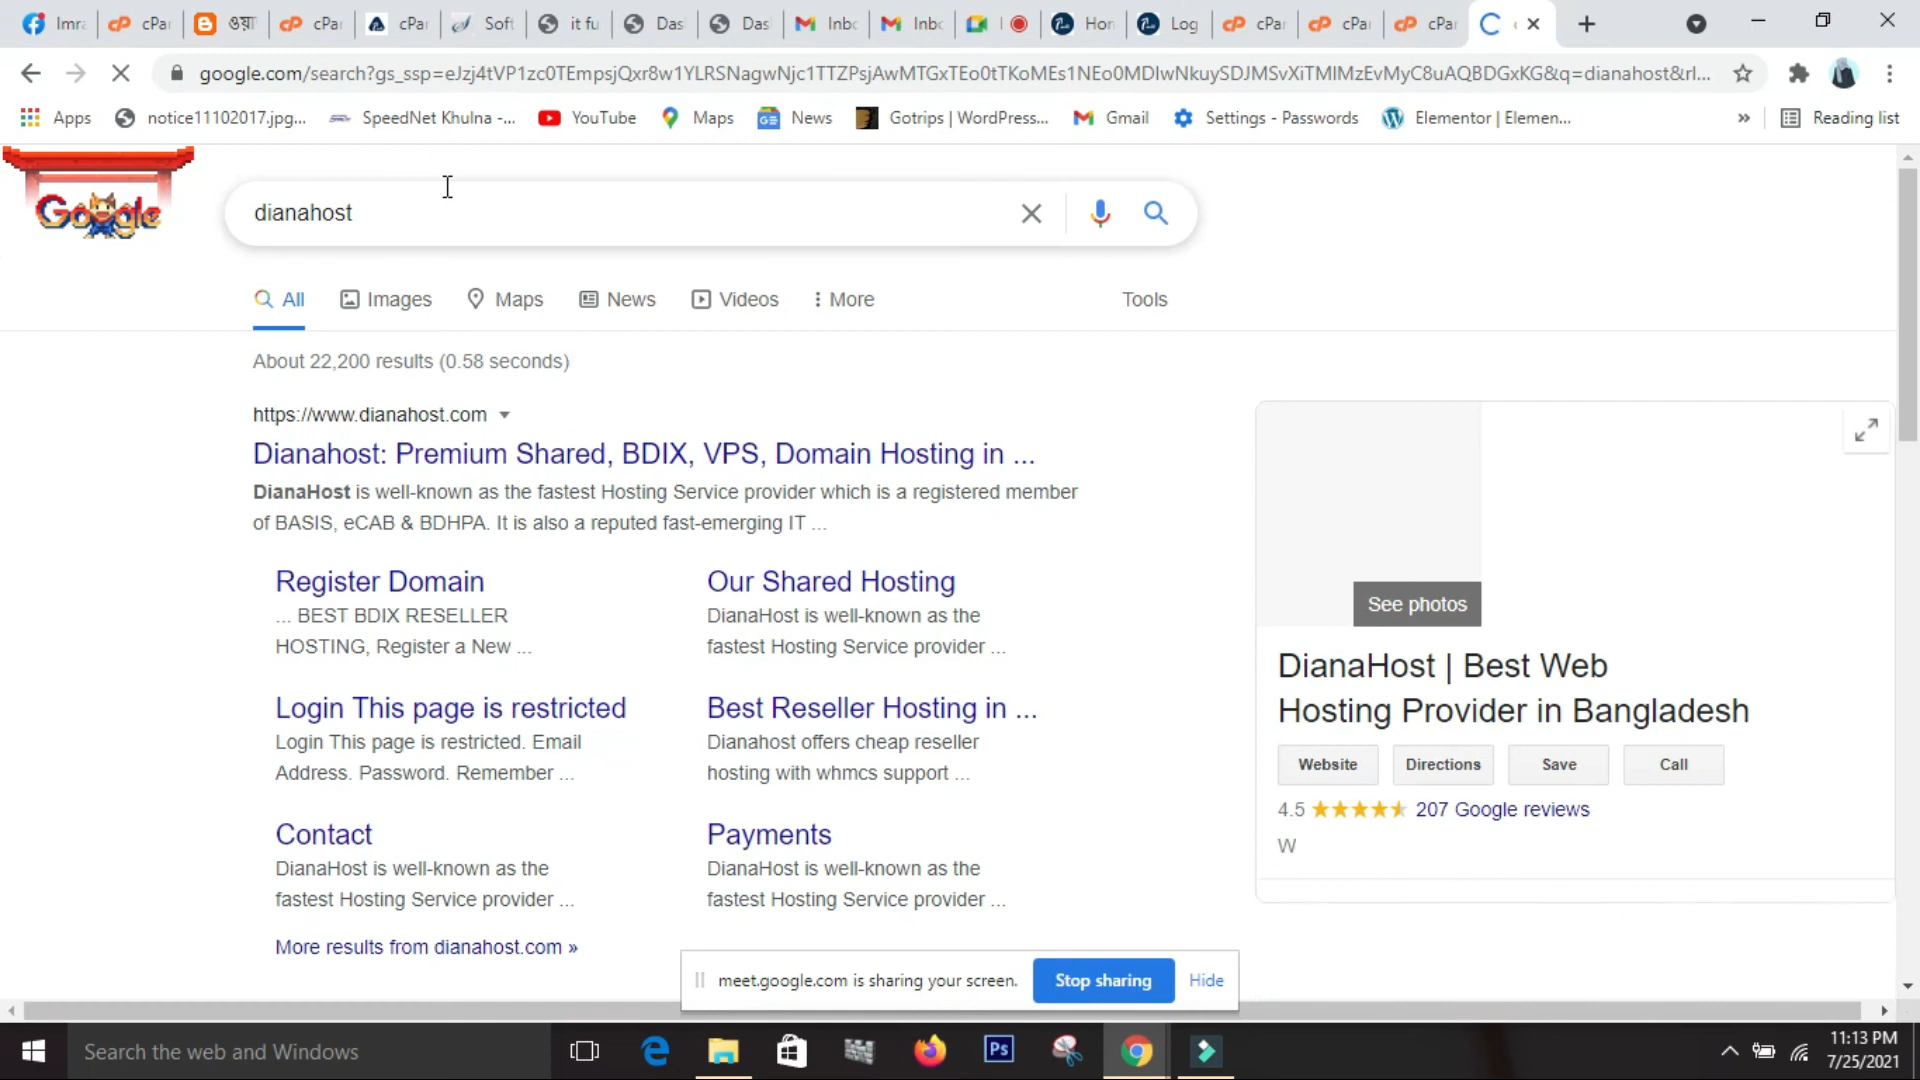 Imra
cPar
ওয়া
cPar
cPar
Soft
it fu
Das
Das
Inbo
Inbo
Hor
Log
cPar
cPar
cPar
google.com/search?gs_ssp=eJzj4tVP1zc0TEmpsjQxr8w1YLRSNagwNjc1TTZPsjAwMTGxTEo0tTKoMEs1NEo0MDIwNkuySDJMSvXiTMlMzEvMyC8uAQBDGxKG&q=dianahost&rl...
Apps
notice11102017.jpg...
SpeedNet Khulna -...
YouTube
Maps
News
Gotrips | WordPress...
Gmail
Settings - Passwords
Elementor | Elemen...
»
Reading list
Google
dianahost
All
Images
Maps
News
Videos
More
Tools
About 22,200 results (0.58 seconds)
https://www.dianahost.com
Dianahost: Premium Shared, BDIX, VPS, Domain Hosting in ...
DianaHost is well-known as the fastest Hosting Service provider which is a registered member
of BASIS, eCAB & BDHPA. It is also a reputed fast-emerging IT ...
Register Domain
... BEST BDIX RESELLER
HOSTING, Register a New ...
Our Shared Hosting
DianaHost is well-known as the
fastest Hosting Service provider ...
Login This page is restricted
Login This page is restricted. Email
Address. Password. Remember ...
Best Reseller Hosting in ...
Dianahost offers cheap reseller
hosting with whmcs support ...
Contact
DianaHost is well-known as the
fastest Hosting Service provider ...
Payments
DianaHost is well-known as the
fastest Hosting Service provider ...
More results from dianahost.com »
See photos
DianaHost | Best Web
Hosting Provider in Bangladesh
Website
Directions
Save
Call
4.5
207 Google reviews
W
meet.google.com is sharing your screen.
Stop sharing
Hide
Search the web and Windows
Ps
11:13 PM
7/25/2021